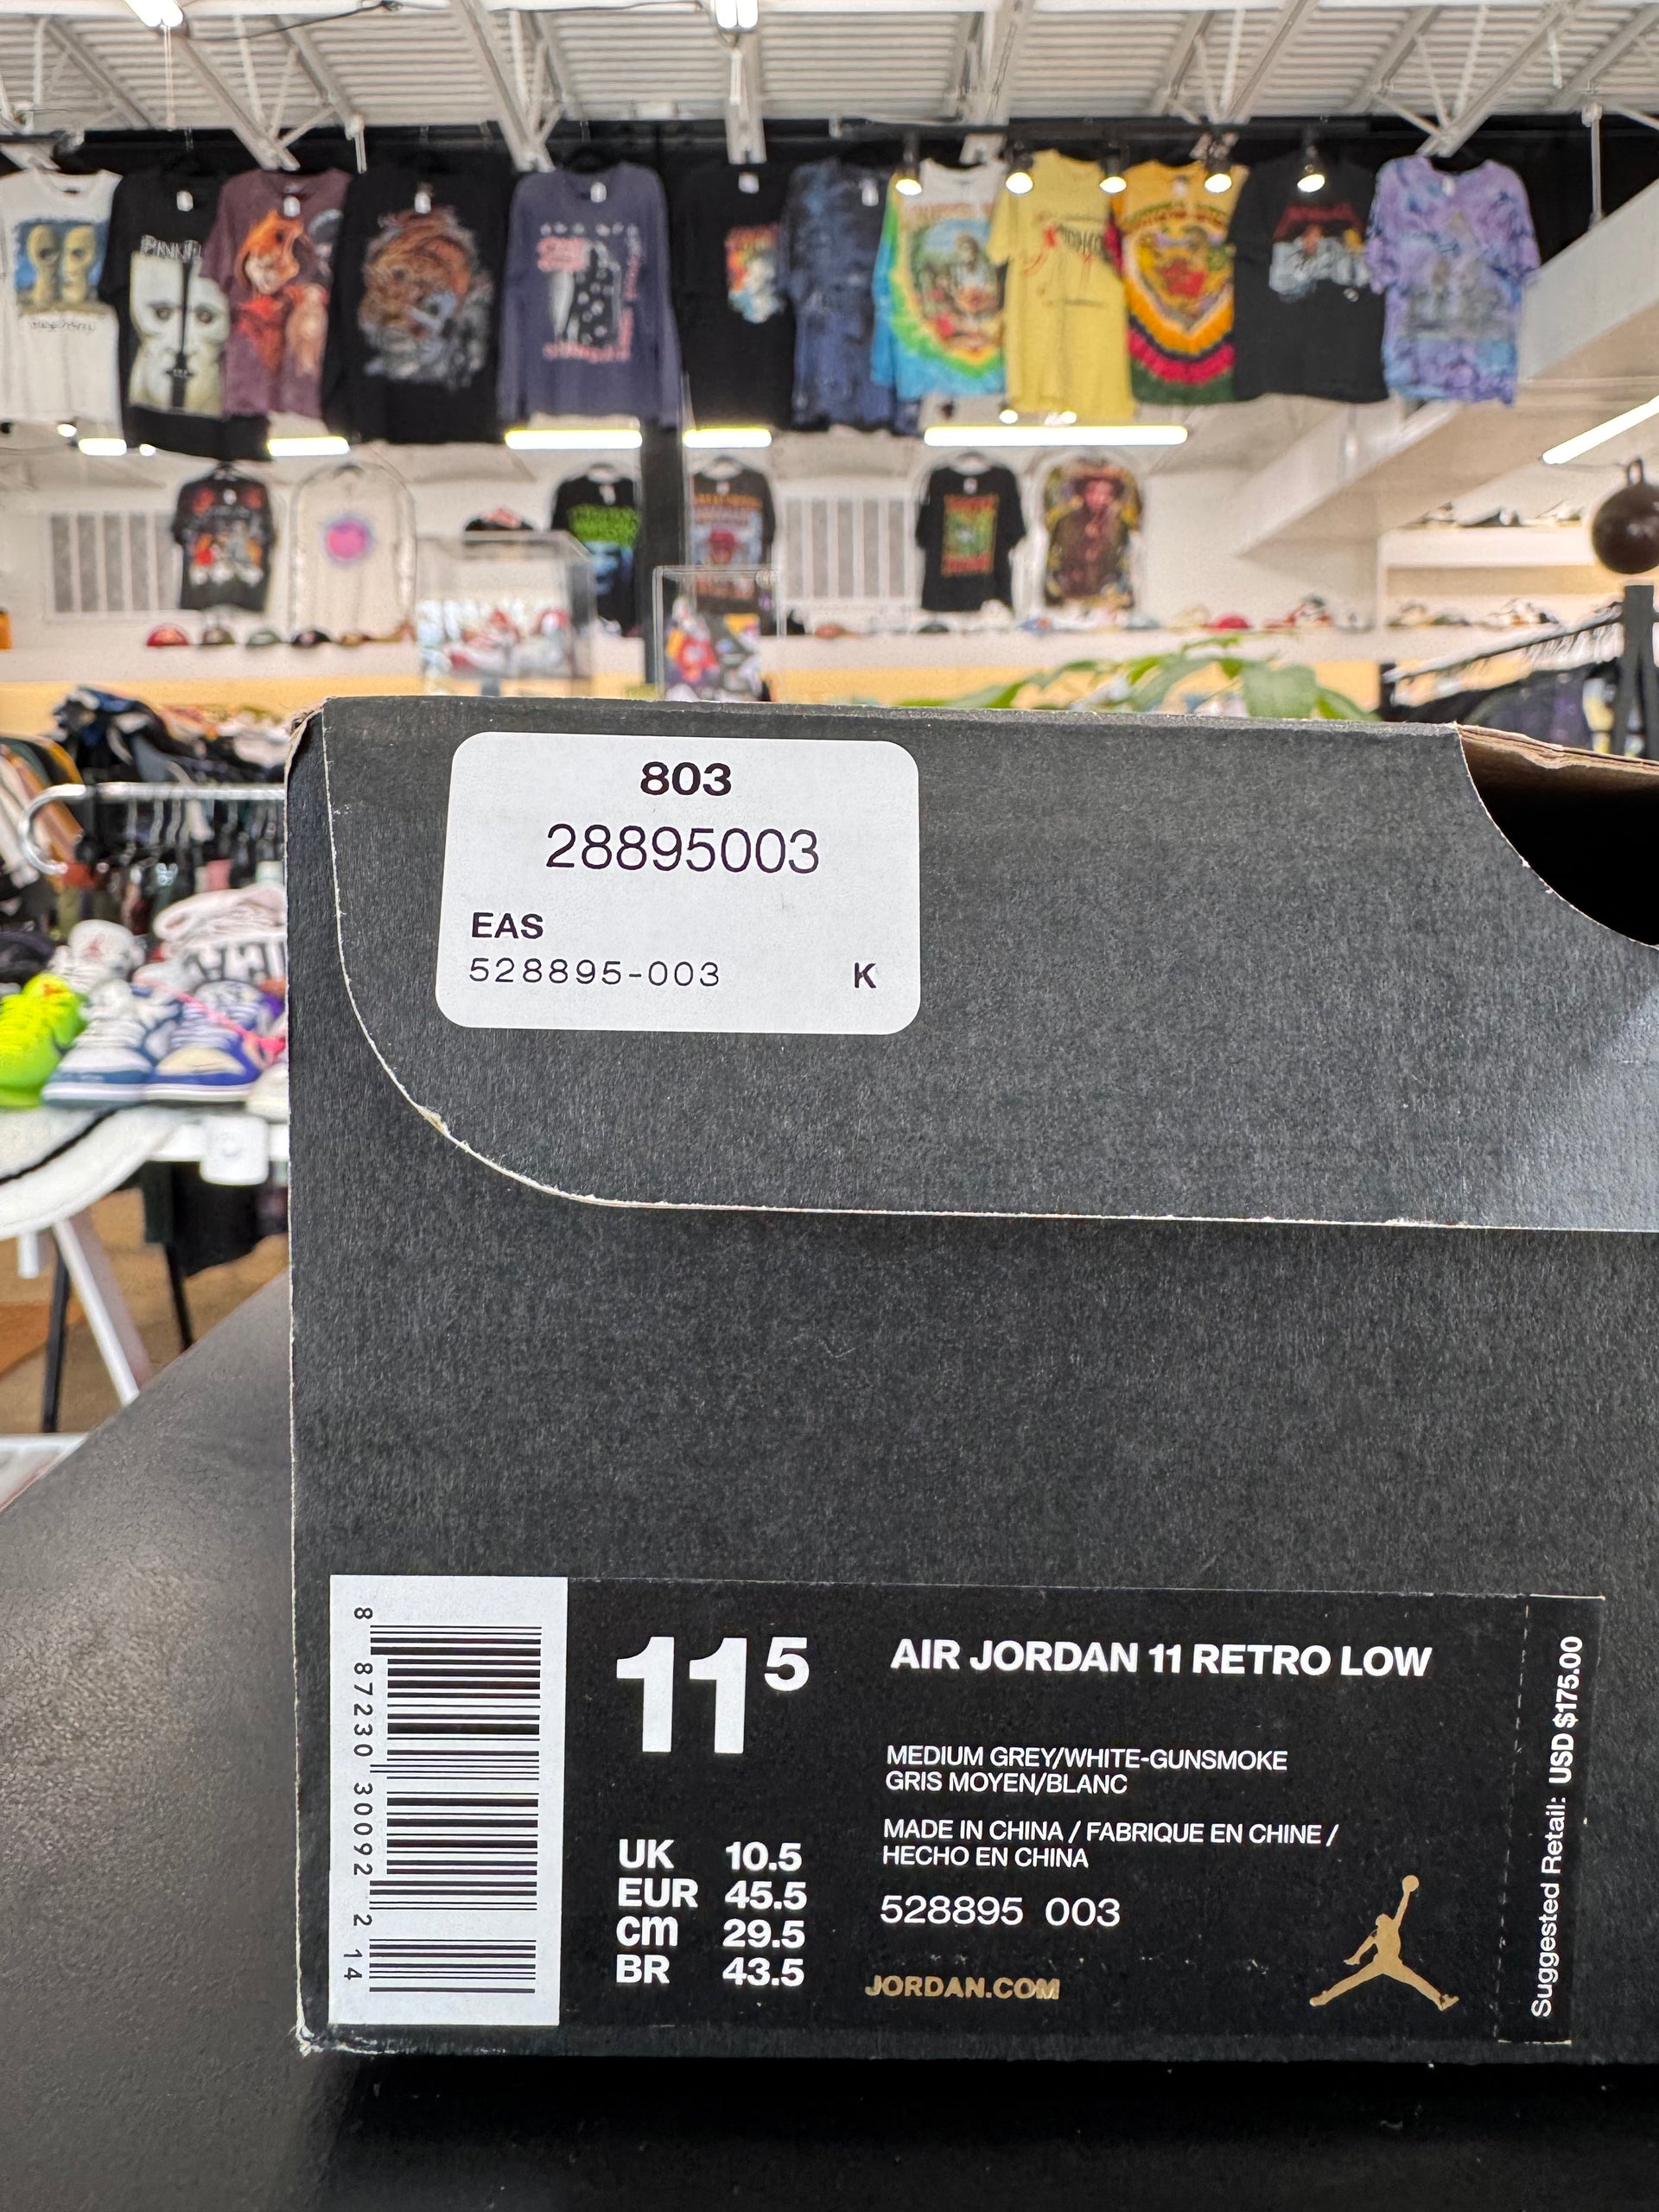 803
28895003
EAS
528895-003 K
8 87230 30092 2 14
11⁵
UK 10.5
EUR 45.5
cm 29.5
BR 43.5
AIR JORDAN 11 RETRO LOW
MEDIUM GREY/WHITE-GUNSMOKE
GRIS MOYEN/BLANC
MADE IN CHINA / FABRIQUE EN CHINE /
HECHO EN CHINA
528895 003
JORDAN.COM
Suggested Retail: USD $175.00